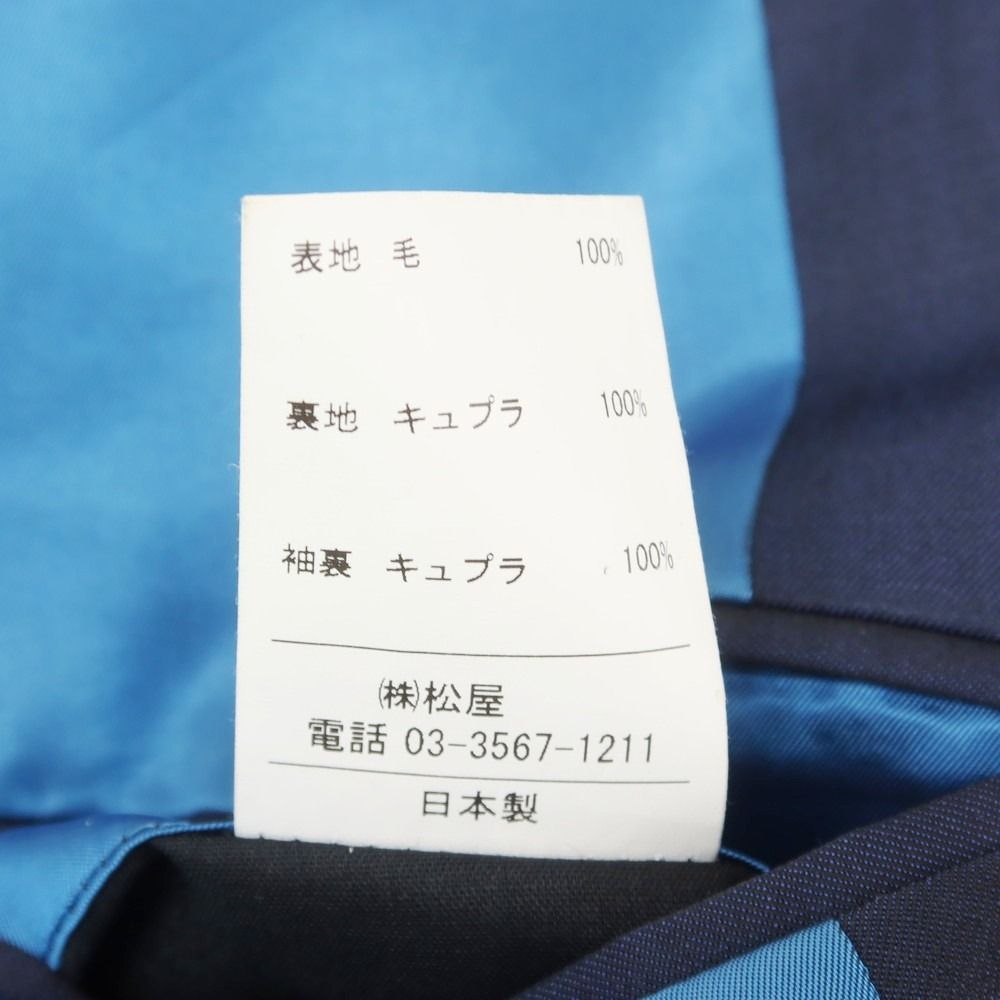 表地 毛 100%
裏地 キュプラ 100%
袖裏 キュプラ 100%
㈱松屋
電話 03-3567-1211
日本製